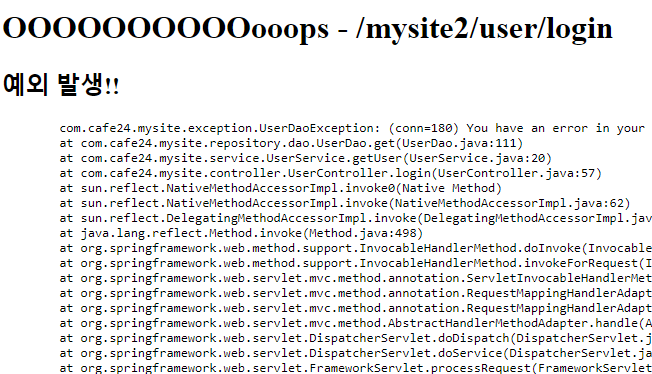 OOOOOOOOOOooops - /mysite2/user/login
예외 발생!!
com.cafe24.mysite.exception.UserDaoException: (conn=180) You have an error in your
at com.cafe24.mysite.repository.dao.UserDao.get(UserDao.java:111)
at com.cafe24.mysite.service.UserService.getUser(UserService.java:20)
at com.cafe24.mysite.controller.UserController.login(UserController.java:57)
at sun.reflect.NativeMethodAccessorImpl.invoke0(Native Method)
at sun.reflect.NativeMethodAccessorImpl.invoke(NativeMethodAccessorImpl.java:62)
at sun.reflect.DelegatingMethodAccessorImpl.invoke(DelegatingMethodAccessorImpl.jav
at java.lang.reflect.Method.invoke(Method.java:498)
at org.springframework.web.method.support.InvocableHandlerMethod.doInvoke(Invocable
at org.springframework.web.method.support.InvocableHandlerMethod.invokeForRequest(I
at org.springframework.web.servlet.mvc.method.annotation.ServletInvocableHandlerMet
at org.springframework.web.servlet.mvc.method.annotation.RequestMappingHandlerAdapt
at org.springframework.web.servlet.mvc.method.annotation.RequestMappingHandlerAdapt
at org.springframework.web.servlet.mvc.method.AbstractHandlerMethodAdapter.handle(A
at org.springframework.web.servlet.DispatcherServlet.doDispatch(DispatcherServlet.j
at org.springframework.web.servlet.DispatcherServlet.doService(DispatcherServlet.ja
at org.springframework.web.servlet.FrameworkServlet.processRequest(FrameworkServlet